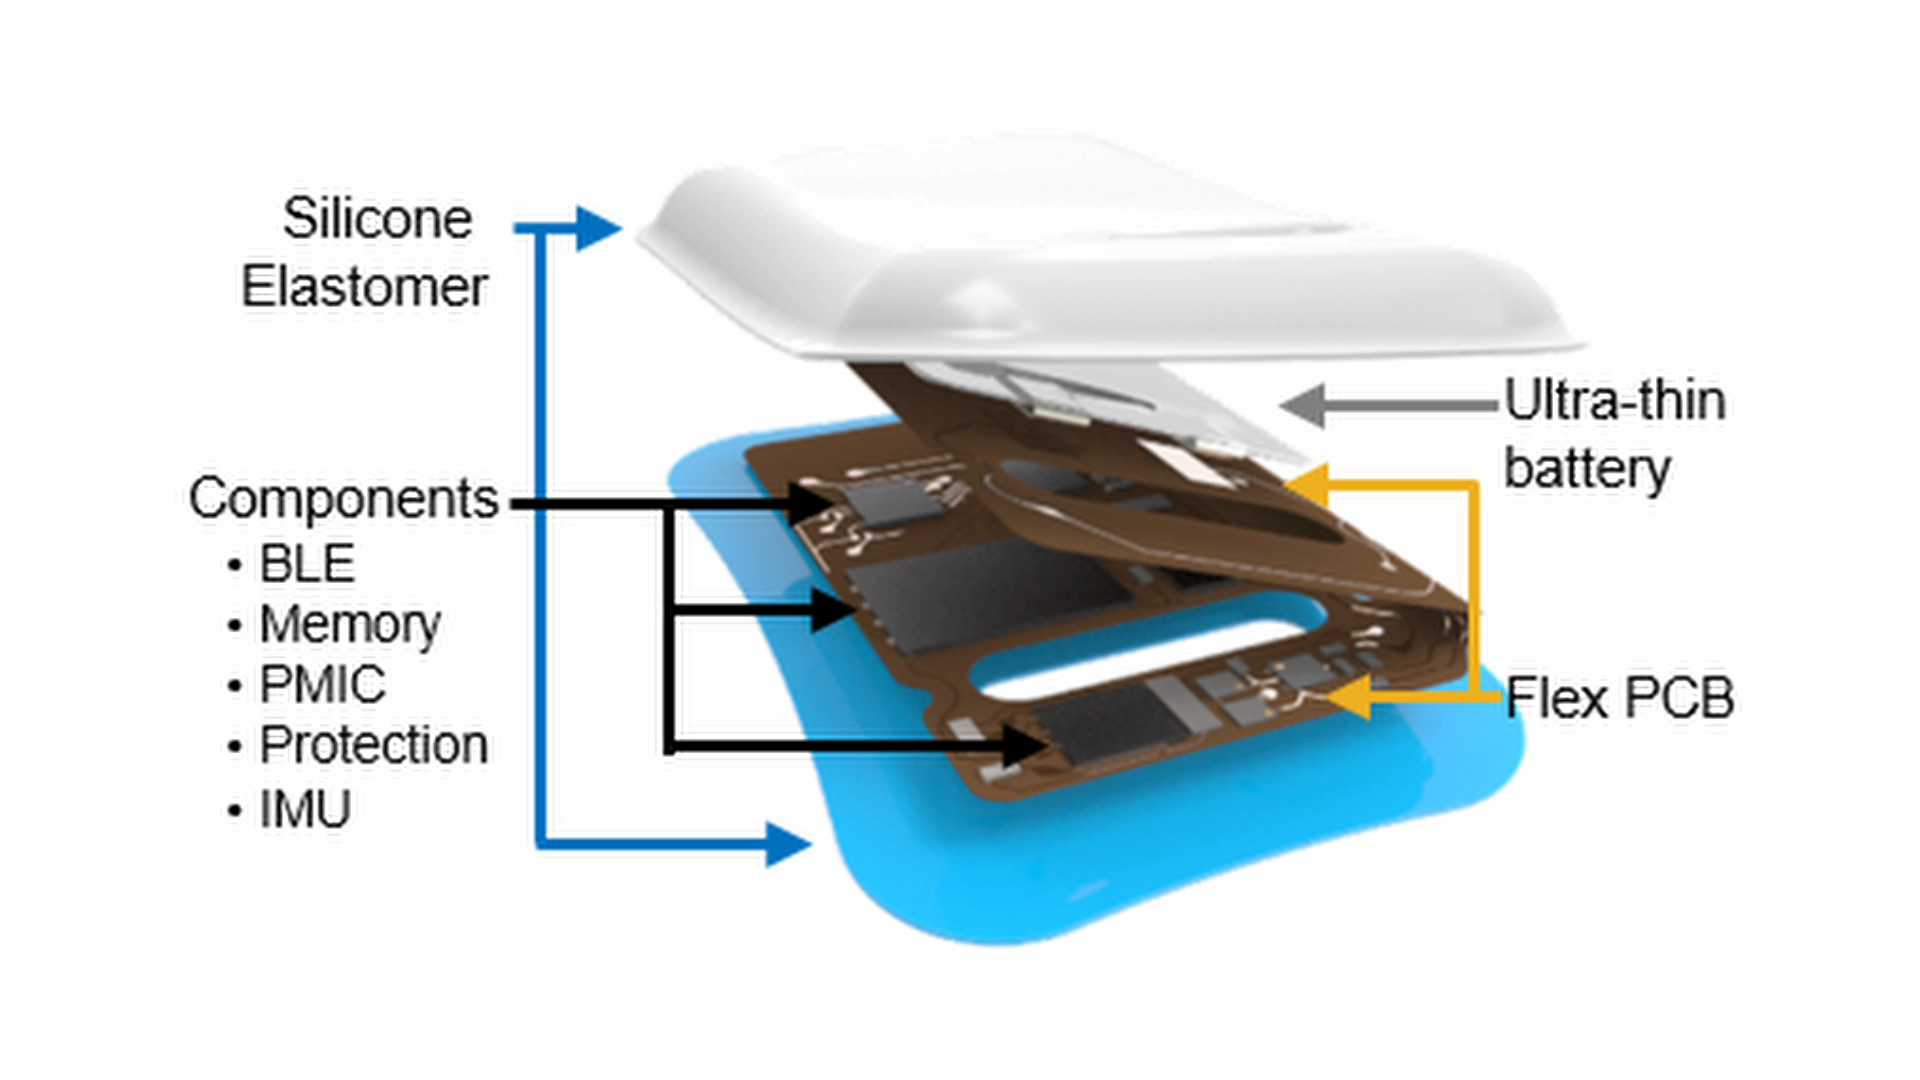 Silicone
Elastomer
Components
• BLE
• Memory
• PMIC
• Protection
• IMU
Ultra-thin
battery
Flex PCB